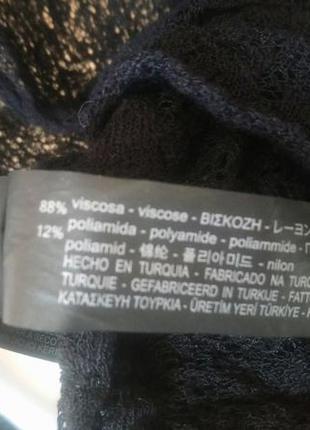 88% viscosa - viscose - ΒΙΣΚΟΖΗ - レーヨン
12% poliamida - polyamide - poliammide -
poliamid - 锦纶 - 폴리아미드 - nilon
HECHO EN TURQUIA - FABRICADO NA
TURQUIE - GEFABRICEERD IN TURKIJE - FATT
ΚΑΤΑΣΚΕΥΗ ΤΟΥΡΚΙΑ - ÜRETİM YERİ TÜRKİYE -